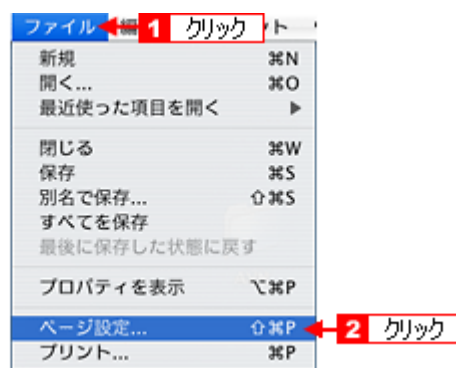 ファイル 1 クリック
新規 ⌘N
開く... ⌘O
最近使った項目を開く ▶
閉じる ⌘W
保存 ⌘S
別名で保存... ⇧⌘S
すべてを保存
最後に保存した状態に戻す
プロパティを表示 ⌥⌘P
ページ設定... ⇧⌘P 2 クリック
プリント... ⌘P